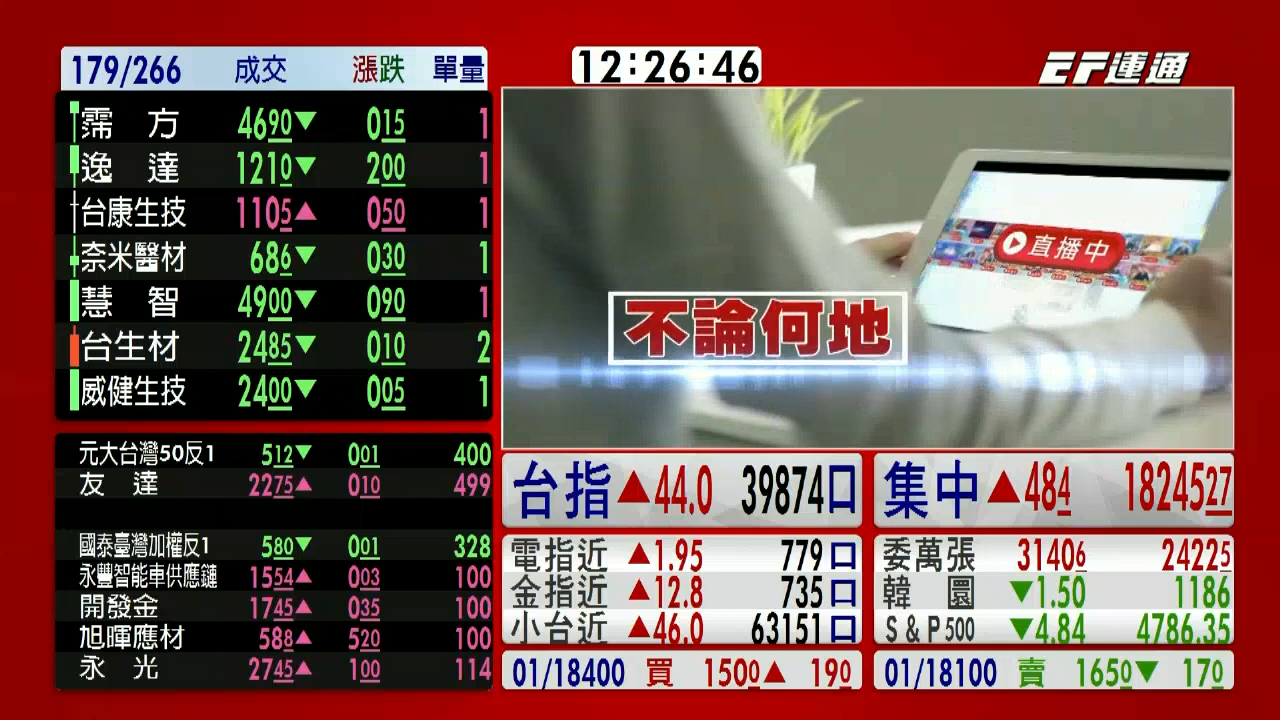 179/266 成交 漲跌 單量
12:26:46
EF運通
霈方 4690▼ 015 1
逸達 1210▼ 200 1
台康生技 1105▲ 050 1
奈米醫材 686▼ 030 1
慧智 4900▼ 090 1
台生材 2485▼ 010 2
威健生技 2400▼ 005 1
直播中
不論何地
元大台灣50反1 512▼ 001 400
友達 2275▲ 010 499
國泰臺灣加權反1 580▼ 001 328
永豐智能車供應鏈 1554▲ 003 100
開發金 1745▲ 035 100
旭暉應材 588▲ 520 100
永光 2745▲ 100 114
台指▲44.0 39874口
集中▲484 1824527
電指近 ▲1.95 779口
金指近 ▲12.8 735口
小台近 ▲46.0 63151口
委萬張 31406 24225
韓國 ▼1.50 1186
S&P500 ▼4.84 4786.35
01/18400 買 1500▲ 190
01/18100 賣 1650▼ 170